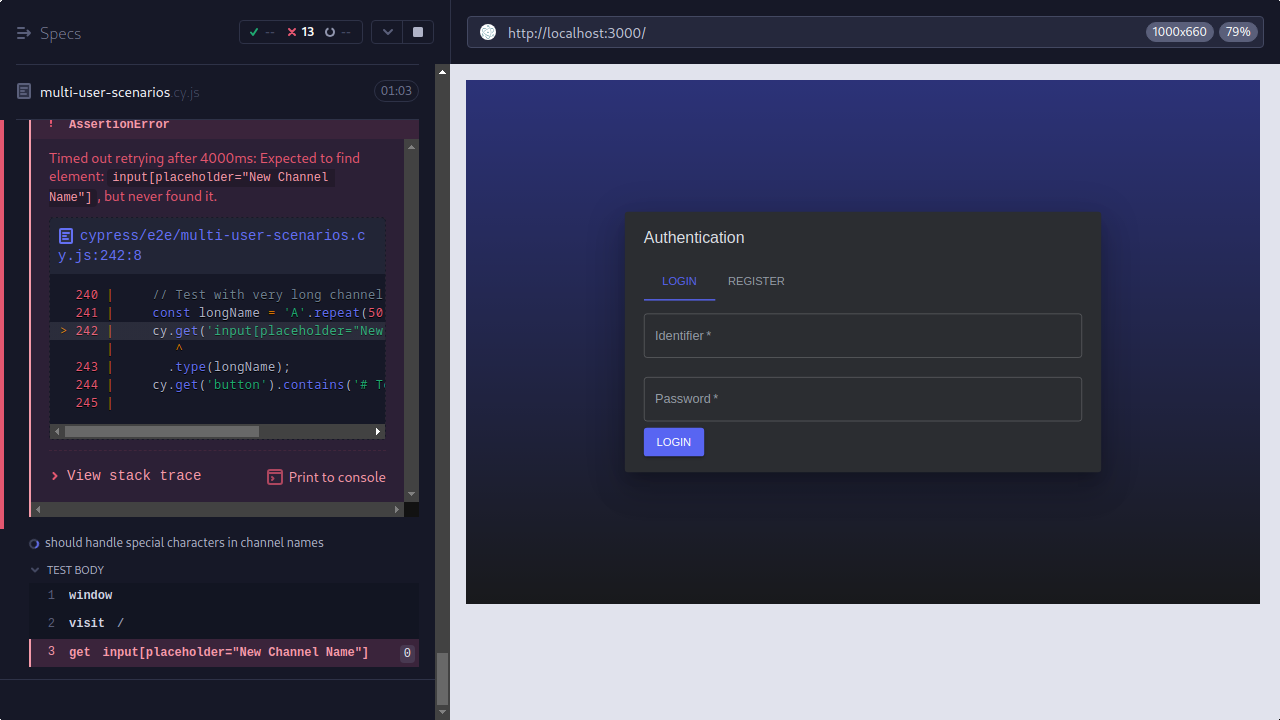 Specs
-- 13 --
multi-user-scenarios.cy.js 01:03
! AssertionError
Timed out retrying after 4000ms: Expected to find
element: input[placeholder="New Channel
Name"] , but never found it.
cypress/e2e/multi-user-scenarios.c
y.js:242:8
240 | // Test with very long channel
241 | const longName = 'A'.repeat(50
> 242 | cy.get('input[placeholder="New
| ^
243 | .type(longName);
244 | cy.get('button').contains('# T
245 |
View stack trace Print to console
should handle special characters in channel names
TEST BODY
1 window
2 visit /
3 get input[placeholder="New Channel Name"] 0
http://localhost:3000/ 1000x660 79%
Authentication
LOGIN REGISTER
Identifier *
Password *
LOGIN